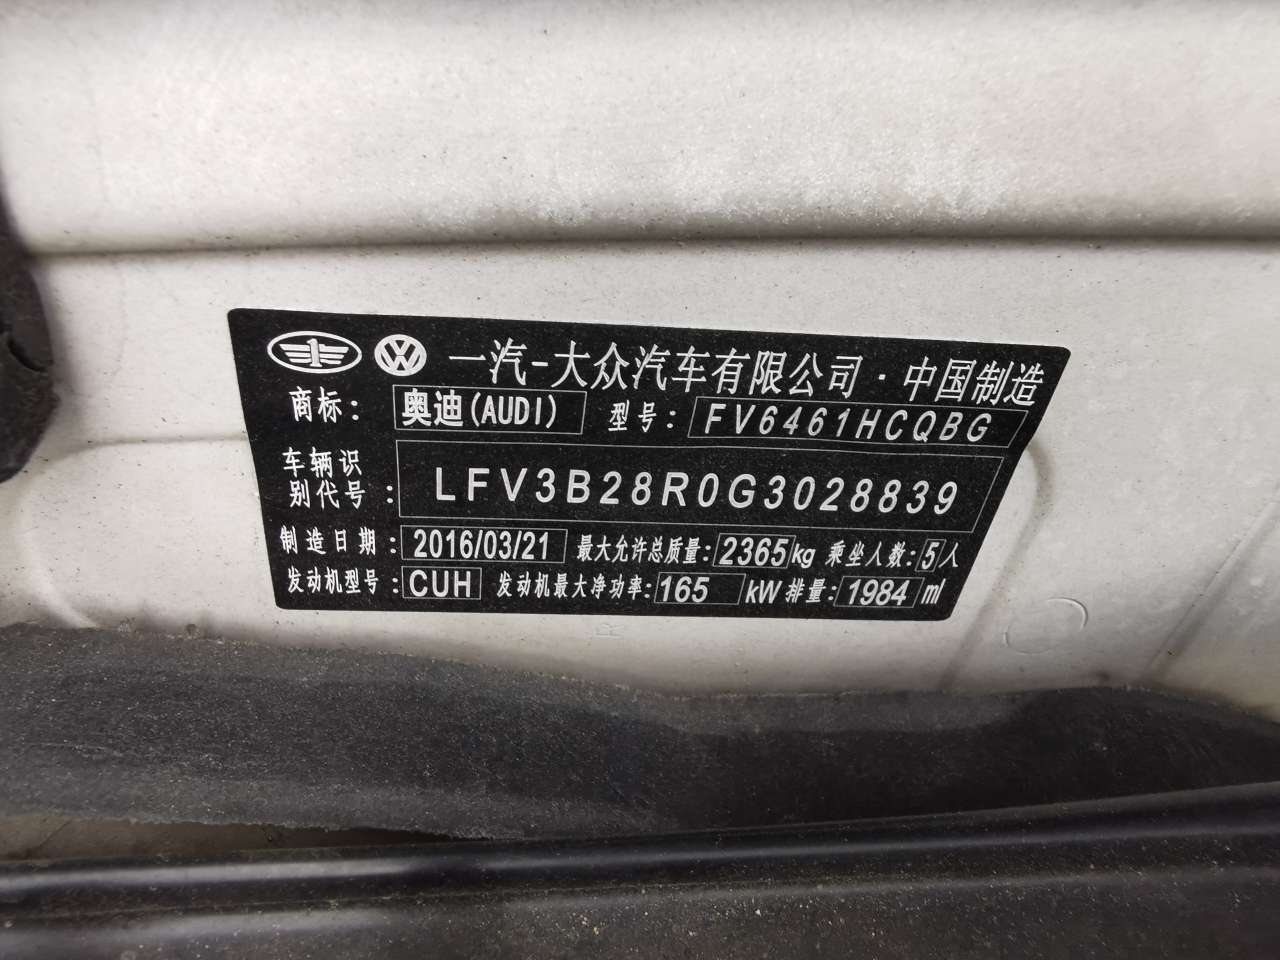 一汽-大众汽车有限公司·中国制造
商标: 奥迪(AUDI) 型号: FV6461HCQBG
车辆识
别代号: LFV3B28R0G3028839
制造日期: 2016/03/21 最大允许总质量: 2365kg 乘坐人数: 5人
发动机型号: CUH 发动机最大净功率: 165 kW 排量: 1984 ml